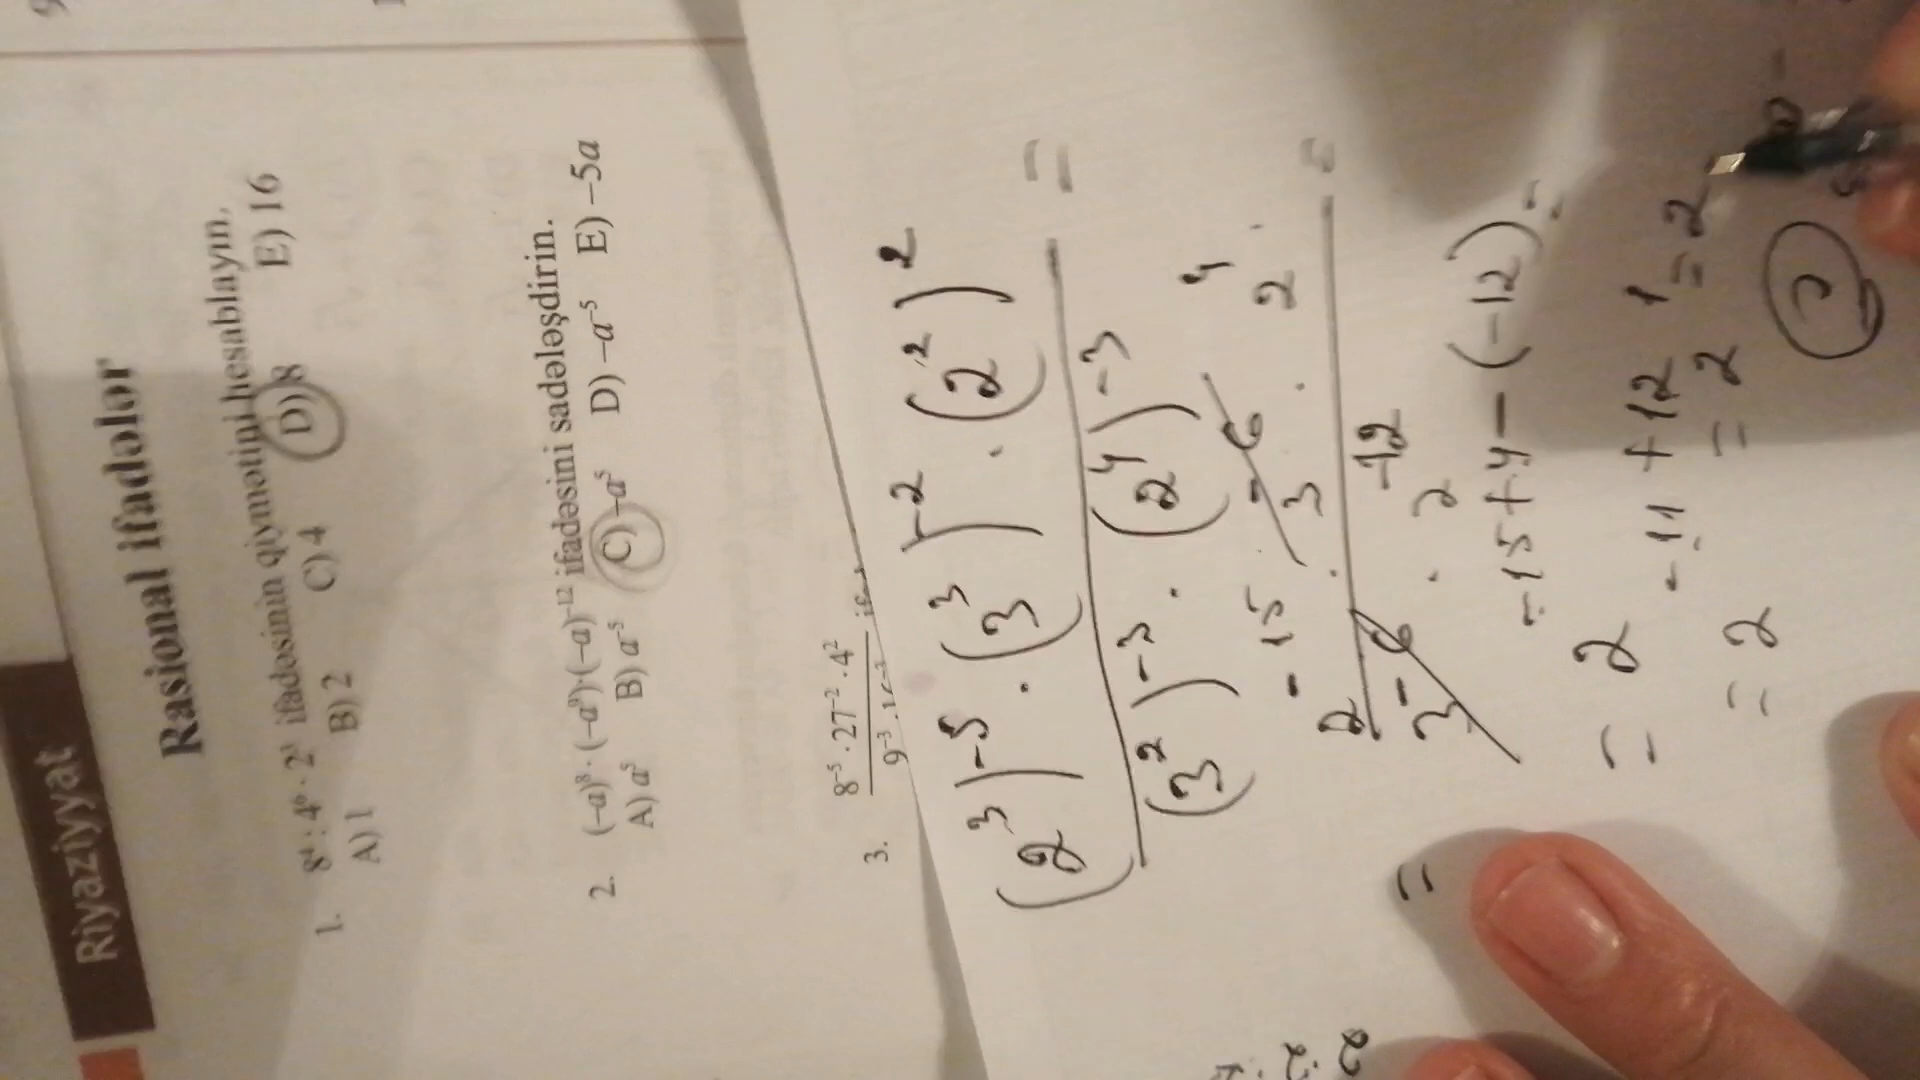 Riyaziyyat
Rasional ifadələr
1. 8⁴ : 4⁶ · 2³ ifadəsinin qiymətini hesablayın.
A) 1 B) 2 C) 4 D) 8 E) 16
2. (–a)⁸ · (–a⁹) · (–a)⁻¹² ifadəsini sadələşdirin.
A) a⁵ B) a⁻⁵ C) –a⁵ D) –a⁻⁵ E) –5a
3. 8⁻⁵ · 27⁻² · 4²
9⁻³ ·
(2³)⁻⁵ · (3³)⁻² · (2²)² =
(3²)⁻³ · (2⁴)⁻³
2⁻¹⁵ · 3⁻⁶ · 2⁴ =
= 3⁻⁶ · 2⁻¹²
= 2⁻¹⁵⁺⁴⁻⁽⁻¹²⁾ =
= 2⁻¹¹⁺¹² = 2¹ = 2
2